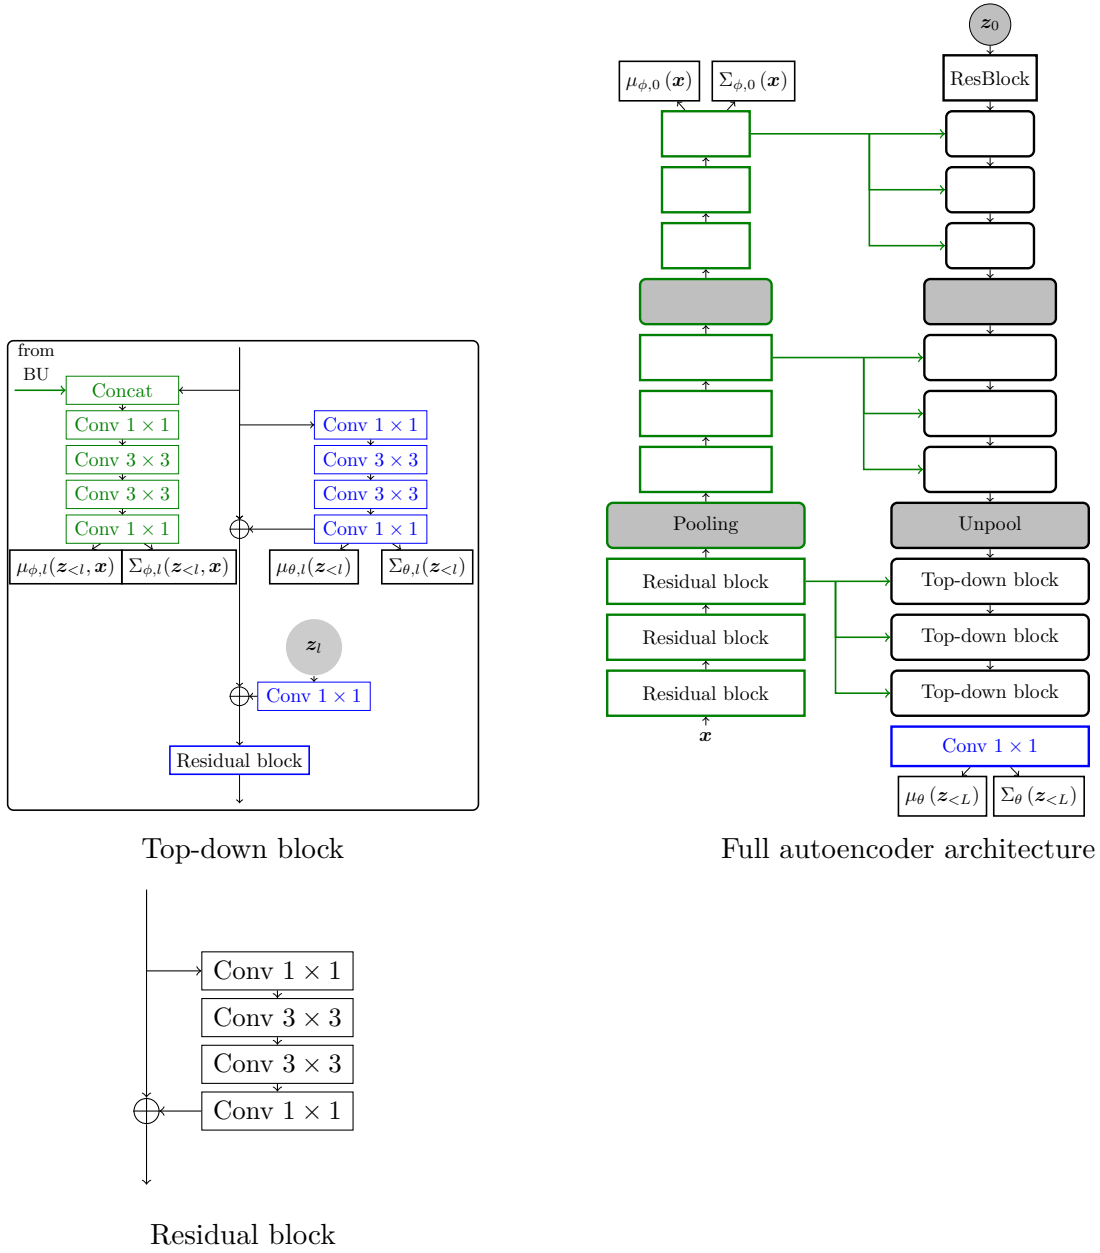 from
BU
Concat
Conv 1 × 1
Conv 3 × 3
Conv 3 × 3
Conv 1 × 1
μϕ,l(z<l, x)
Σϕ,l(z<l, x)
Conv 1 × 1
Conv 3 × 3
Conv 3 × 3
Conv 1 × 1
μθ,l(z<l)
Σθ,l(z<l)
zl
Conv 1 × 1
Residual block
Top-down block
z0
ResBlock
μϕ,0 (x)
Σϕ,0 (x)
Pooling
Unpool
Residual block
Top-down block
Residual block
Top-down block
Residual block
Top-down block
x
Conv 1 × 1
μθ (z<L)
Σθ (z<L)
Full autoencoder architecture
Conv 1 × 1
Conv 3 × 3
Conv 3 × 3
Conv 1 × 1
Residual block